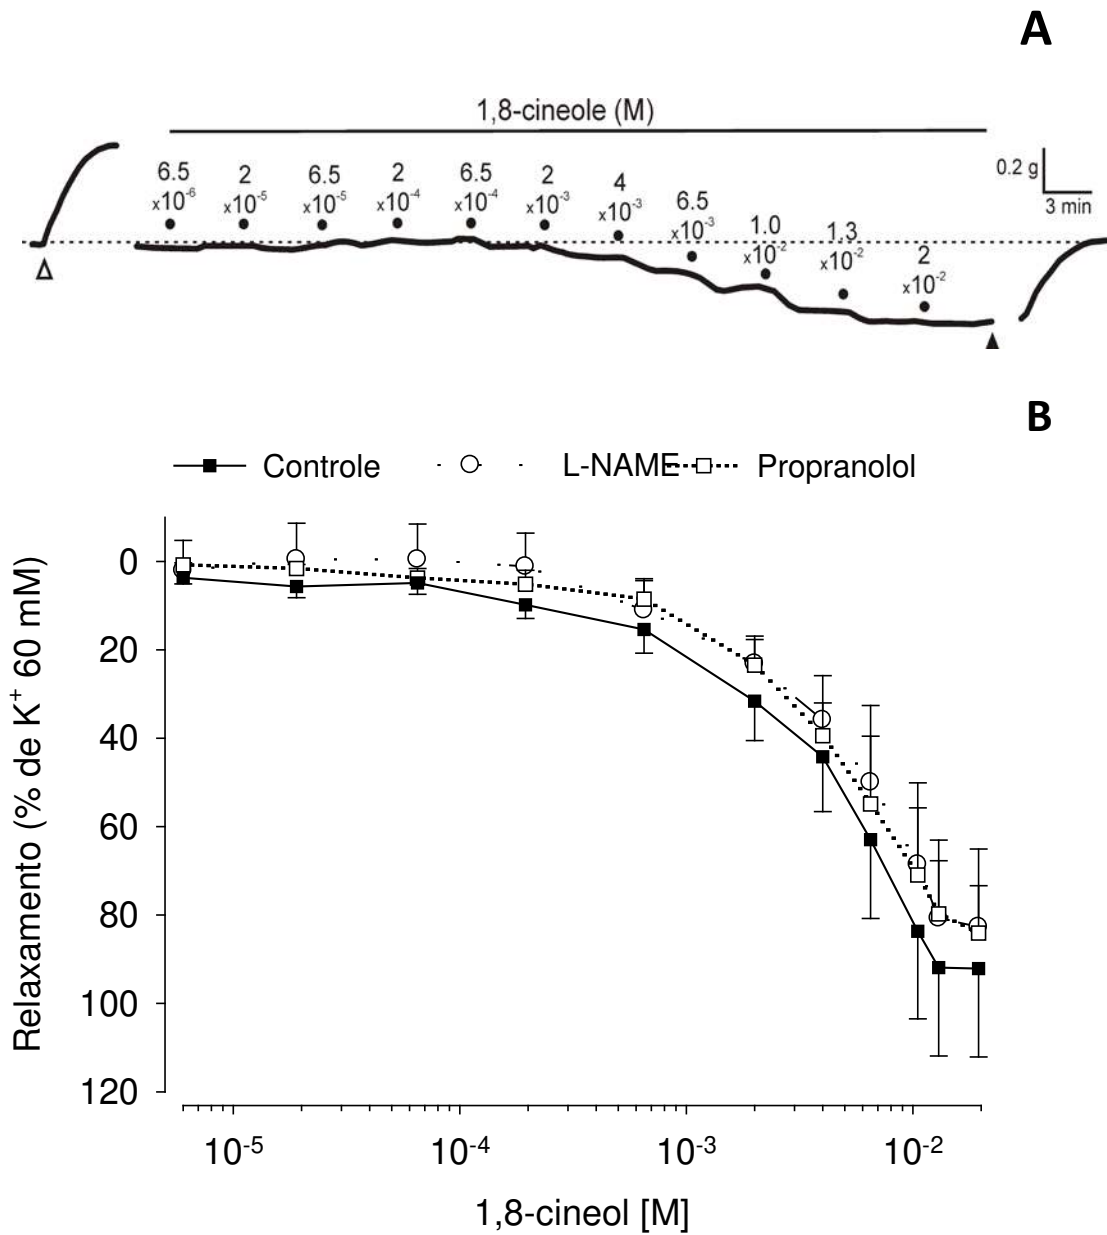 A
1,8-cineole (M)
6.5 2 6.5 2 6.5 2 4 6.5 1.0 1.3 2
x10-6 x10-5 x10-5 x10-4 x10-4 x10-3 x10-3 x10-3 x10-2 x10-2 x10-2
0.2 g
3 min
B
Controle L-NAME Propranolol
Relaxamento (% de K+ 60 mM)
0
20
40
60
80
100
120
10-5 10-4 10-3 10-2
1,8-cineol [M]